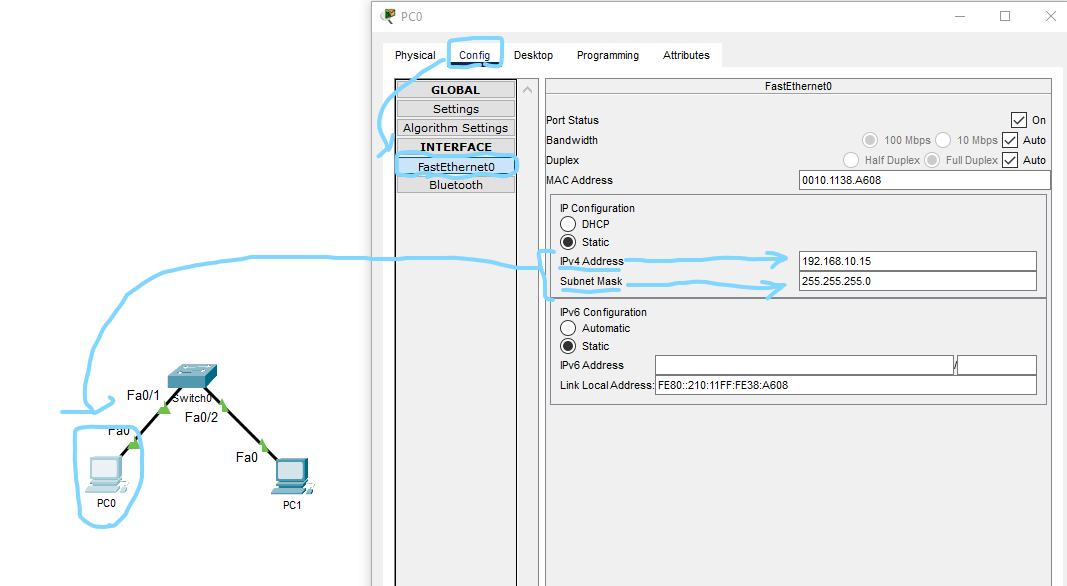 PC0
Physical Config Desktop Programming Attributes
GLOBAL
Settings
Algorithm Settings
INTERFACE
FastEthernet0
Bluetooth
FastEthernet0
Port Status On
Bandwidth 100 Mbps 10 Mbps Auto
Duplex Half Duplex Full Duplex Auto
MAC Address 0010.1138.A608
IP Configuration
DHCP
Static
IPv4 Address 192.168.10.15
Subnet Mask 255.255.255.0
IPv6 Configuration
Automatic
Static
IPv6 Address /
Link Local Address: FE80::210:11FF:FE38:A608
Fa0/1 Switch0
Fa0/2
Fa0
Fa0
PC0
PC1